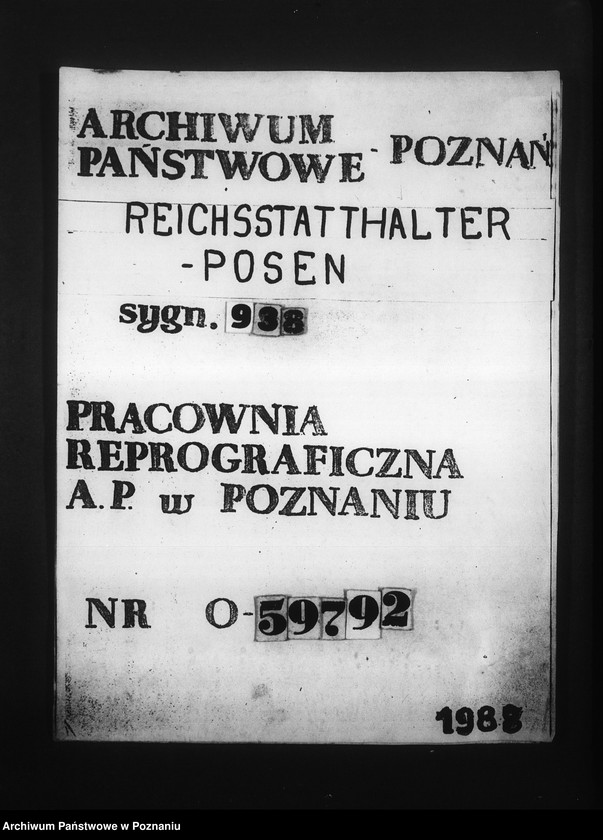 ARCHIWUM
PAŃSTWOWE - POZNAŃ
REICHSSTATTHALTER
-POSEN
sygn. 938
PRACOWNIA
REPROGRAFICZNA
A.P. w POZNANIU
NR O-59792
1988
Archiwum Państwowe w Poznaniu